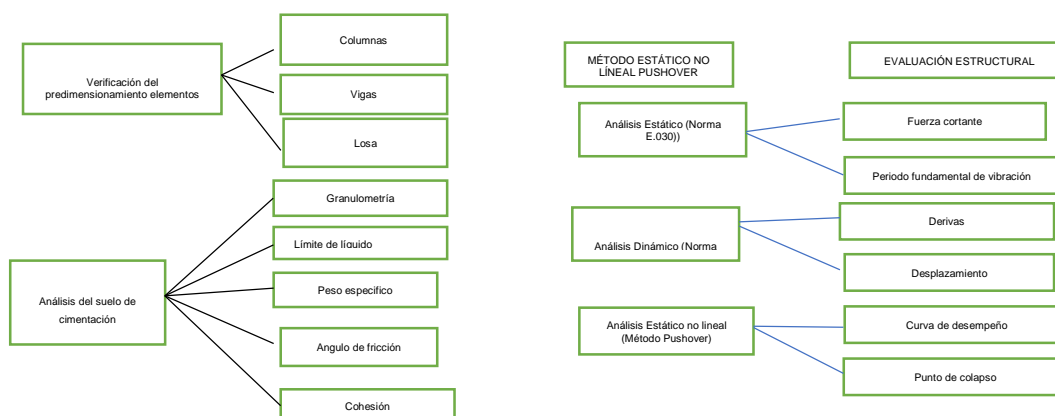 Columnas
Verificación del
predimensionamiento elementos
Vigas
Losa
Granulometría
Límite de líquido
Análisis del suelo de
cimentación
Peso especifico
Angulo de fricción
Cohesión
MÉTODO ESTÁTICO NO
LÍNEAL PUSHOVER
EVALUACIÓN ESTRUCTURAL
Análisis Estático (Norma
E.030))
Fuerza cortante
Periodo fundamental de vibración
Análisis Dinámico (Norma
Derivas
Desplazamiento
Análisis Estático no lineal
(Método Pushover)
Curva de desempeño
Punto de colapso